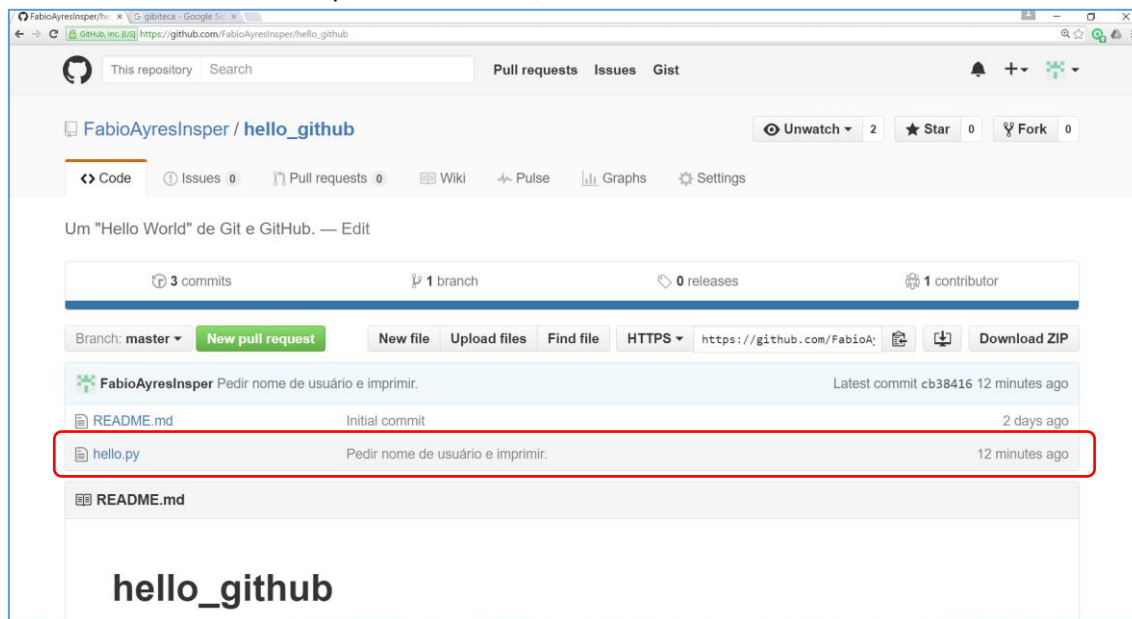 FabioAyresInsper/he gibiteca - Google Se
GitHub, Inc. [US] https://github.com/FabioAyresInsper/hello_github
This repository Search Pull requests Issues Gist
FabioAyresInsper / hello_github Unwatch 2 Star 0 Fork 0
Code Issues 0 Pull requests 0 Wiki Pulse Graphs Settings
Um "Hello World" de Git e GitHub. — Edit
3 commits 1 branch 0 releases 1 contributor
Branch: master New pull request New file Upload files Find file HTTPS https://github.com/FabioA Download ZIP
FabioAyresInsper Pedir nome de usuário e imprimir. Latest commit cb38416 12 minutes ago
README.md Initial commit 2 days ago
hello.py Pedir nome de usuário e imprimir. 12 minutes ago
README.md
hello_github